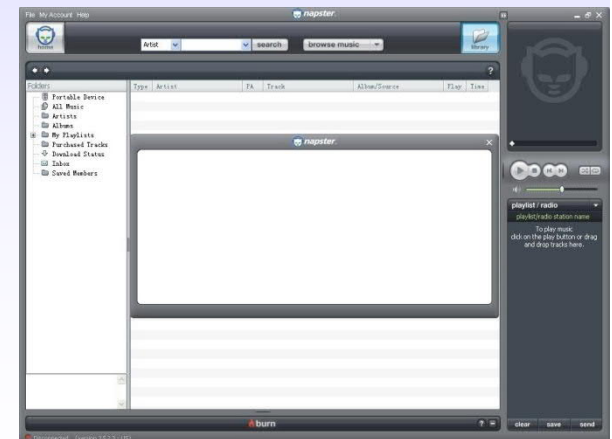 File My Account Help
napster.
home
Artist
search
browse music
library
?
Folders
Type Artist PA Track Album/Source Play Time
Portable Device
All Music
Artists
Albums
My Playlists
Purchased Tracks
Download Status
Inbox
Saved Members
napster.
playlist / radio
playlist/radio station name
To play music
click on the play button or drag
and drop tracks here.
burn
?
clear save send